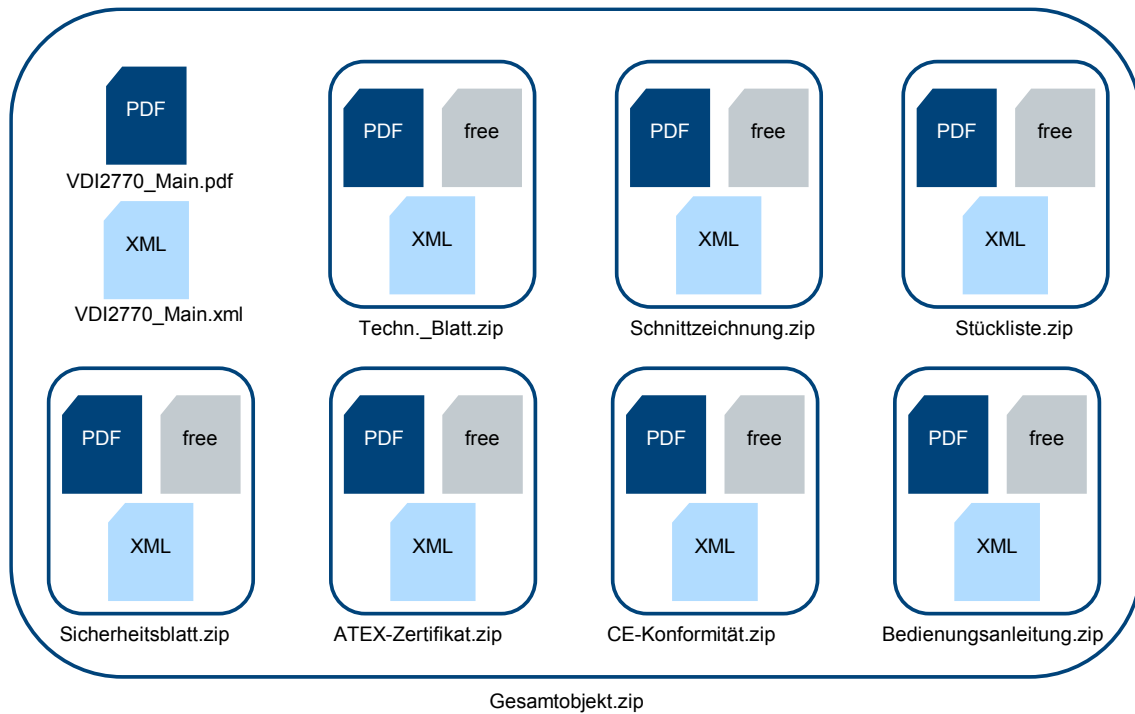 PDF
VDI2770_Main.pdf
XML
VDI2770_Main.xml
PDF
free
XML
Techn._Blatt.zip
PDF
free
XML
Schnittzeichnung.zip
PDF
free
XML
Stückliste.zip
PDF
free
XML
Sicherheitsblatt.zip
PDF
free
XML
ATEX-Zertifikat.zip
PDF
free
XML
CE-Konformität.zip
PDF
free
XML
Bedienungsanleitung.zip
Gesamtobjekt.zip